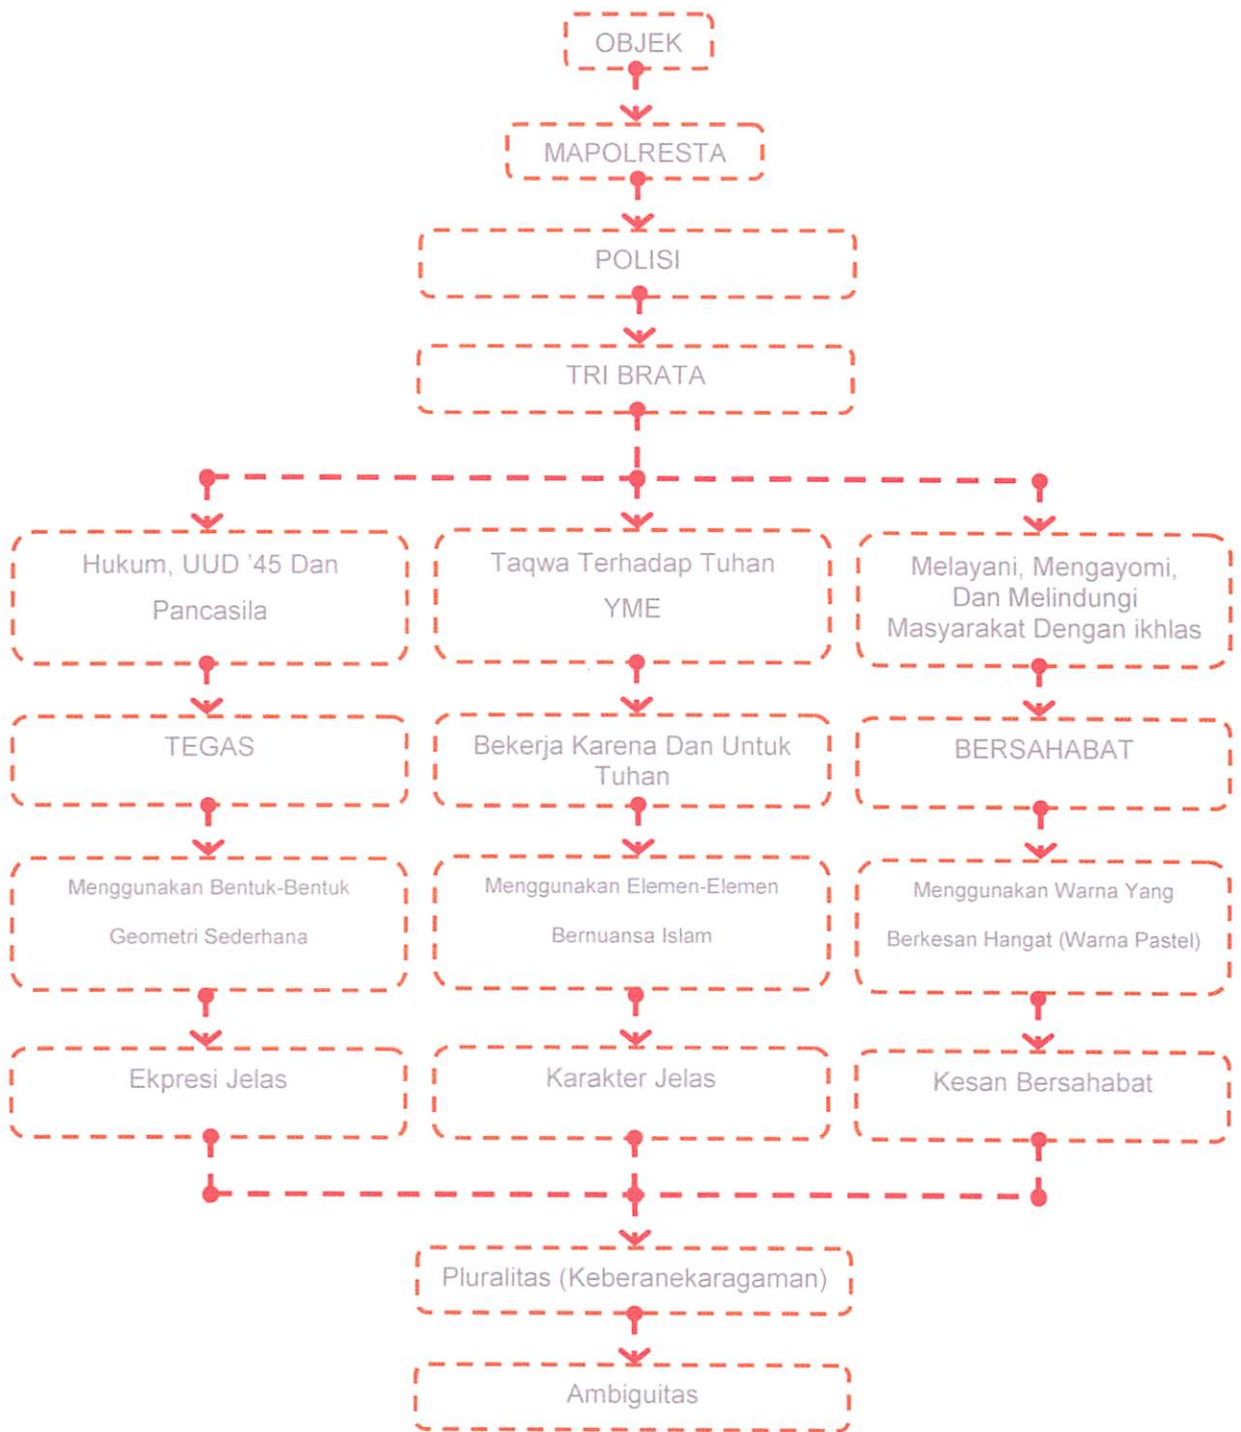 OBJEK
MAPOLRESTA
POLISI
TRI BRATA
Hukum, UUD '45 Dan
Pancasila
Taqwa Terhadap Tuhan
YME
Melayani, Mengayomi,
Dan Melindungi
Masyarakat Dengan ikhlas
TEGAS
Bekerja Karena Dan Untuk
Tuhan
BERSAHABAT
Menggunakan Bentuk-Bentuk
Geometri Sederhana
Menggunakan Elemen-Elemen
Bernuansa Islam
Menggunakan Warna Yang
Berkesan Hangat (Warna Pastel)
Ekpresi Jelas
Karakter Jelas
Kesan Bersahabat
Pluralitas (Keberanekaragaman)
Ambiguitas